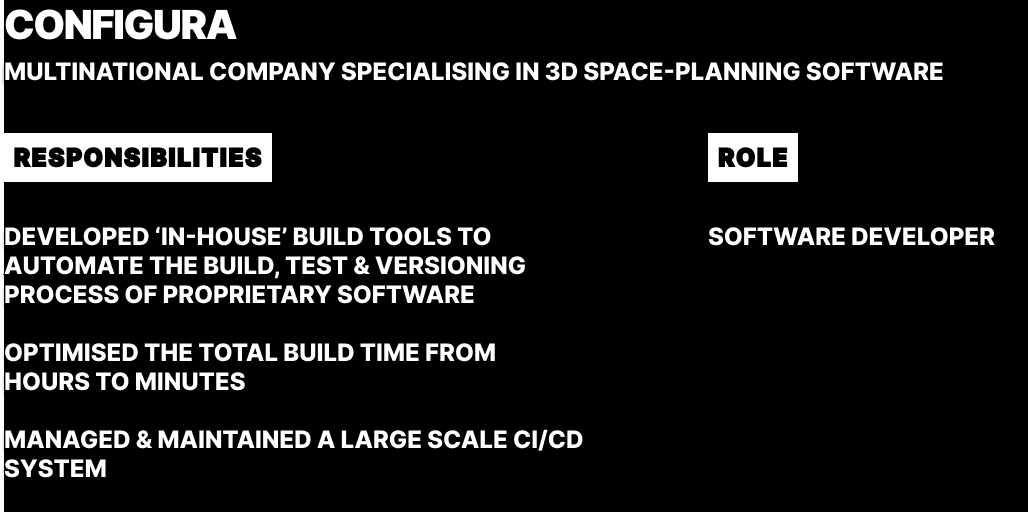 CONFIGURA
MULTINATIONAL COMPANY SPECIALISING IN 3D SPACE-PLANNING SOFTWARE
RESPONSIBILITIES
DEVELOPED ‘IN-HOUSE’ BUILD TOOLS TO
AUTOMATE THE BUILD, TEST & VERSIONING
PROCESS OF PROPRIETARY SOFTWARE
OPTIMISED THE TOTAL BUILD TIME FROM
HOURS TO MINUTES
MANAGED & MAINTAINED A LARGE SCALE CI/CD
SYSTEM
ROLE
SOFTWARE DEVELOPER